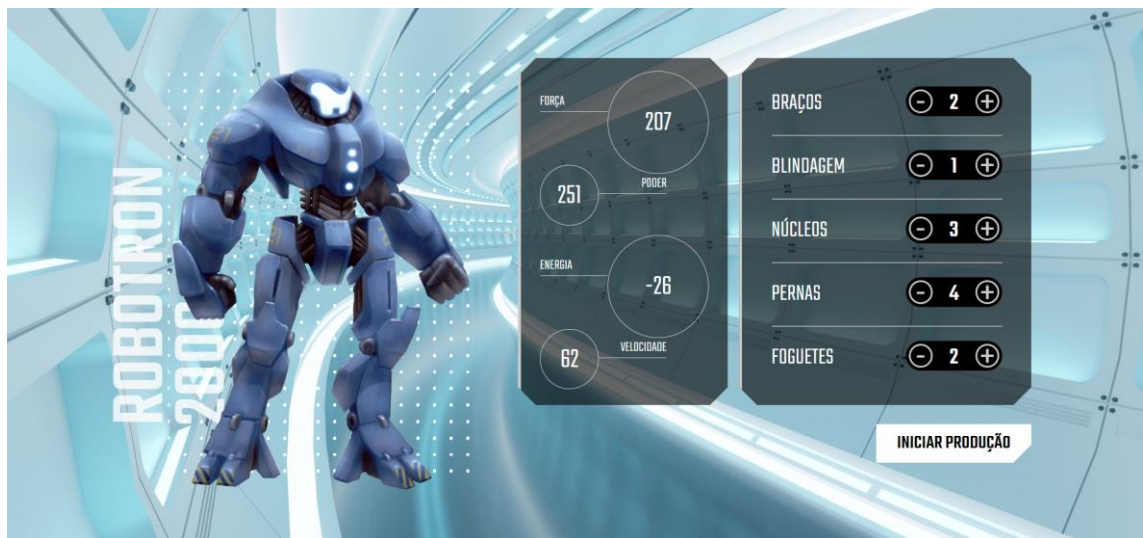 ROBOTRON
2000
FORÇA
207
251
PODER
ENERGIA
-26
62
VELOCIDADE
BRAÇOS - 2 +
BLINDAGEM - 1 +
NÚCLEOS - 3 +
PERNAS - 4 +
FOGUETES - 2 +
INICIAR PRODUÇÃO